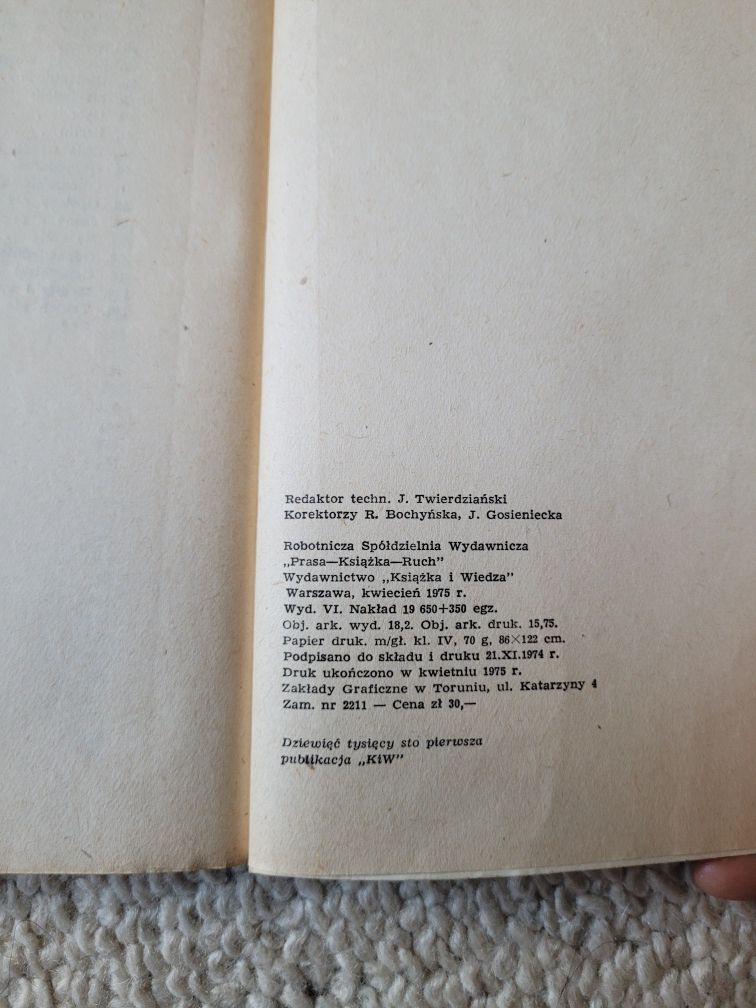 Redaktor techn. J. Twierdziański
Korektorzy R. Bochyńska, J. Gosieniecka
Robotnicza Spółdzielnia Wydawnicza
„Prasa—Książka—Ruch”
Wydawnictwo „Książka i Wiedza”
Warszawa, kwiecień 1975 r.
Wyd. VI. Nakład 19 650+350 egz.
Obj. ark. wyd. 18,2. Obj. ark. druk. 15,75.
Papier druk. m/gł. kl. IV, 70 g, 86×122 cm.
Podpisano do składu i druku 21.XI.1974 r.
Druk ukończono w kwietniu 1975 r.
Zakłady Graficzne w Toruniu, ul. Katarzyny 4
Zam. nr 2211 — Cena zł 30,—
Dziewięć tysięcy sto pierwsza
publikacja „KiW”